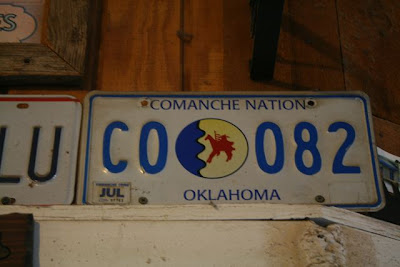 COMANCHE NATION
LU
CO 082
JUL
OKLAHOMA